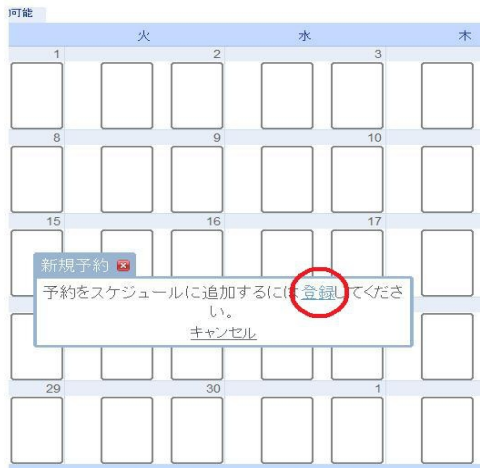 可能
火 水 木
1 2 3
8 9 10
15 16 17
新規予約
予約をスケジュールに追加するには登録してくださ
い。
キャンセル
29 30 1